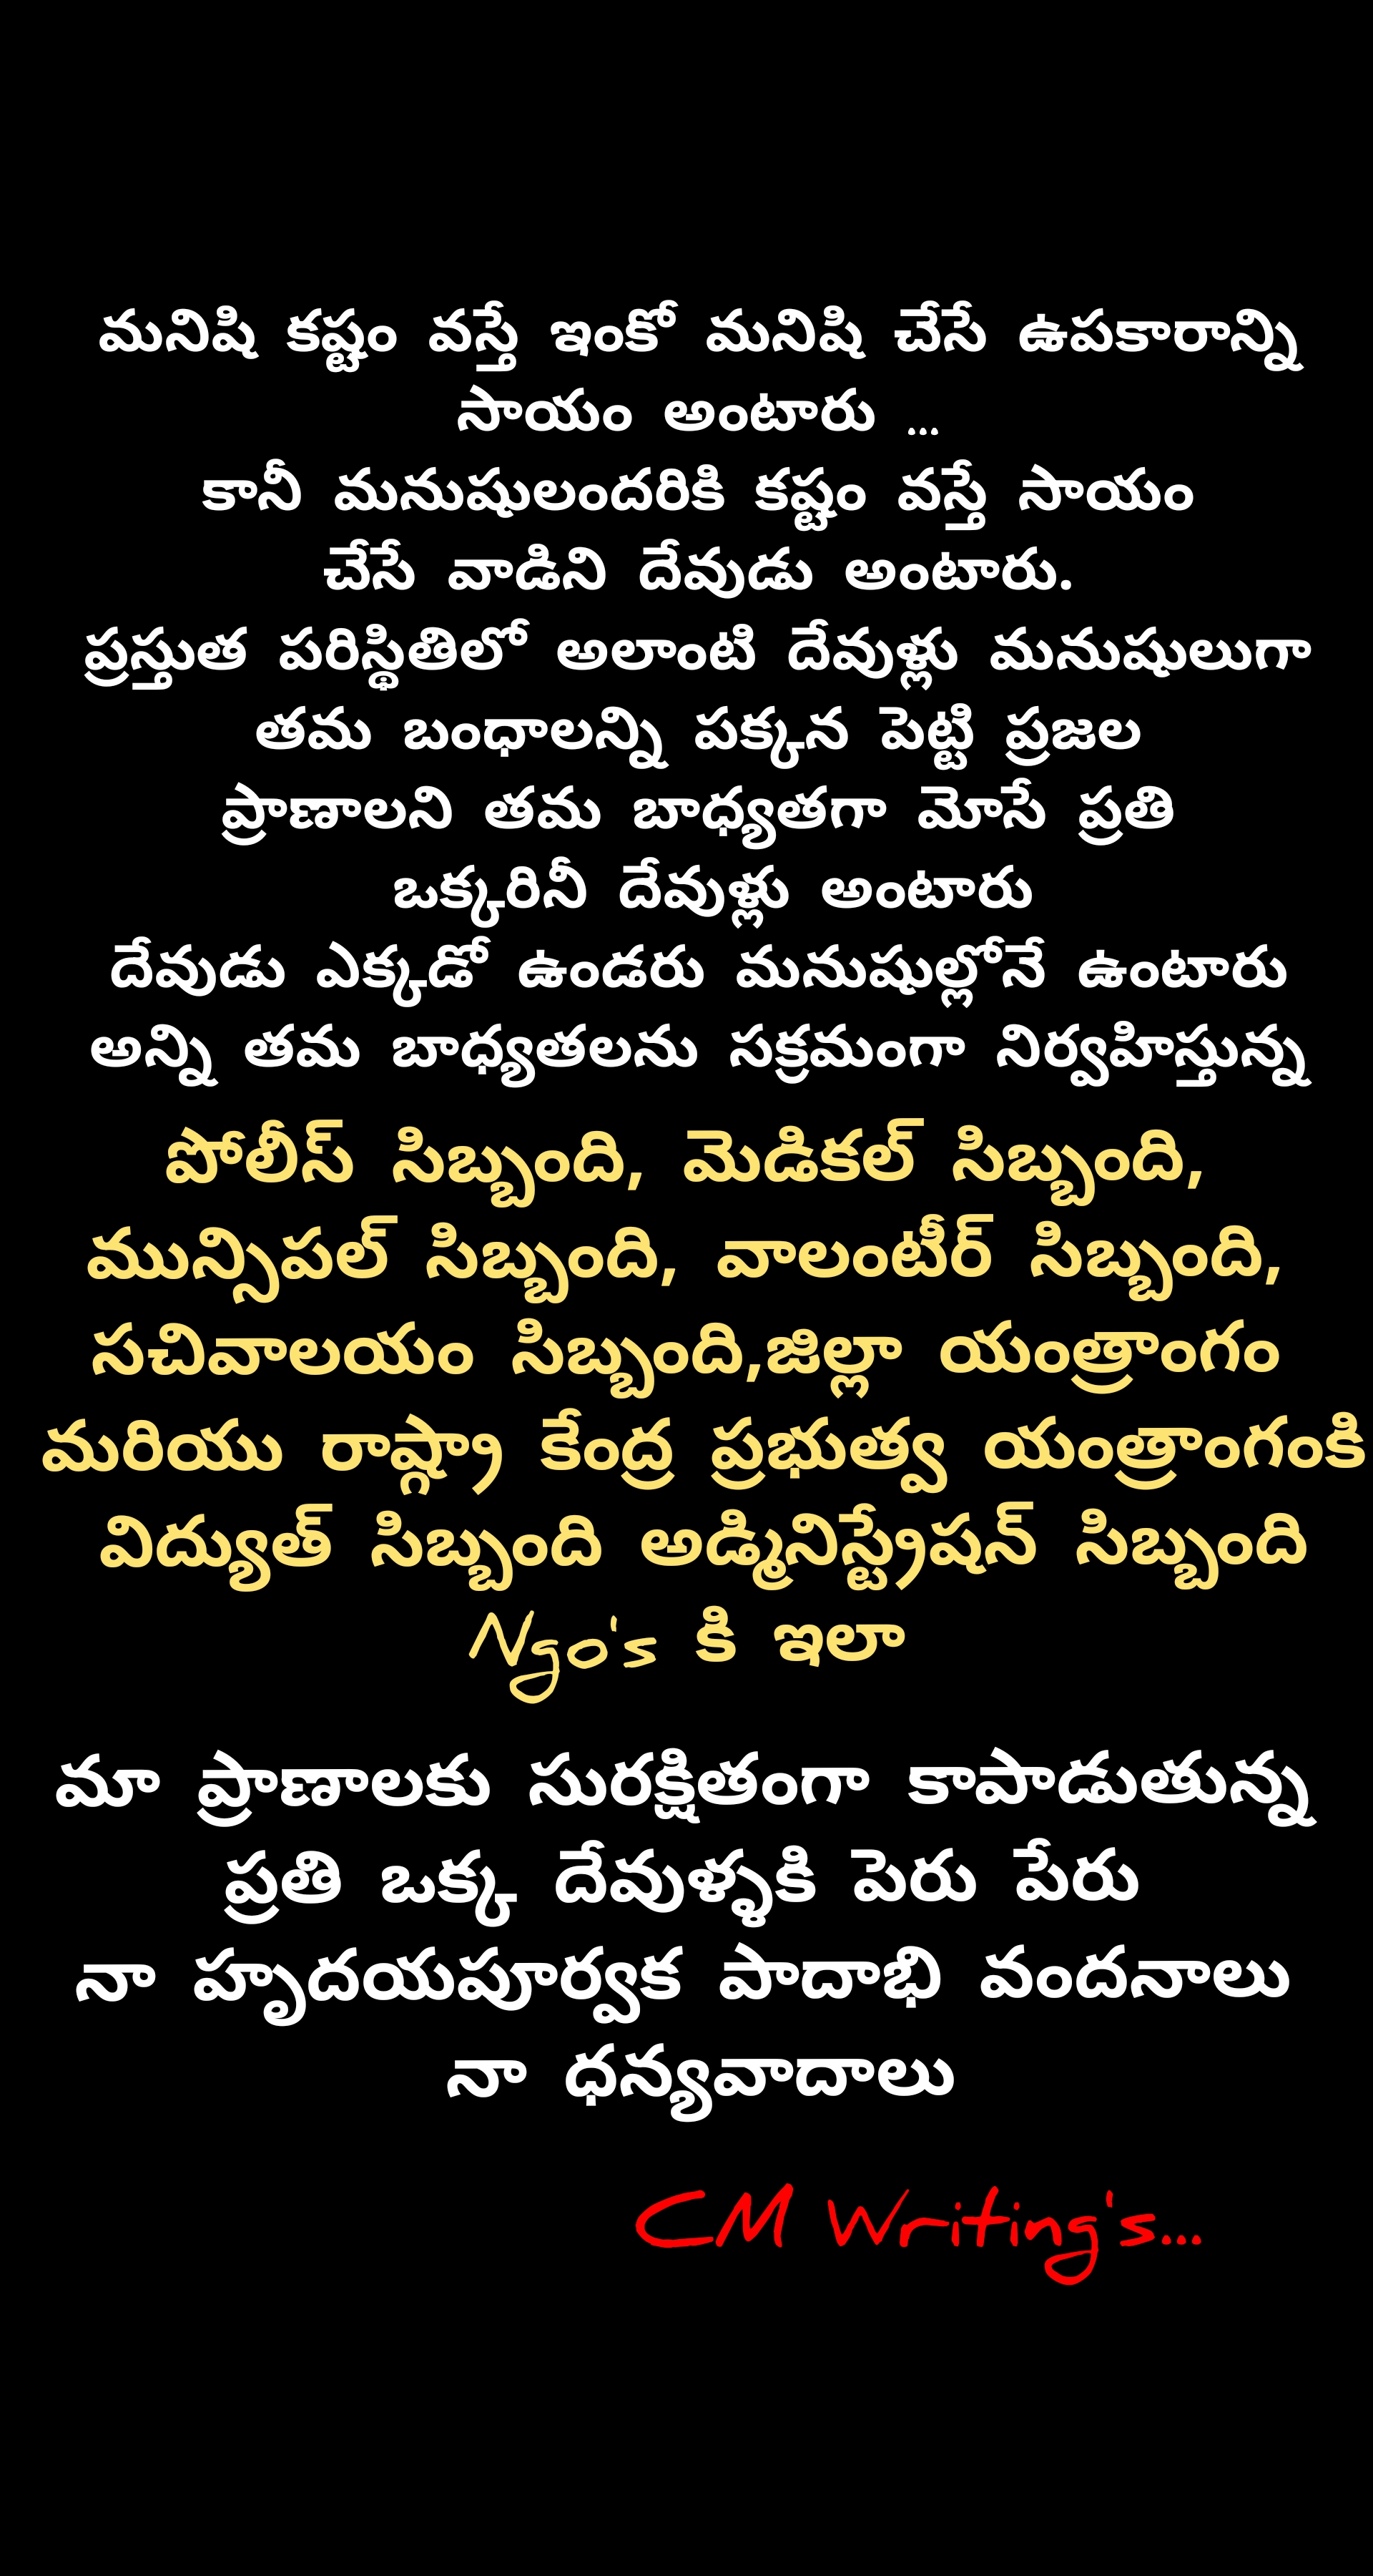 మనిషి కష్టం వస్తే ఇంకో మనిషి చేసే ఉపకారాన్ని
సాయం అంటారు ...
కానీ మనుషులందరికి కష్టం వస్తే సాయం
చేసే వాడిని దేవుడు అంటారు.
ప్రస్తుత పరిస్థితిలో అలాంటి దేవుళ్లు మనుషులుగా
తమ బంధాలన్ని పక్కన పెట్టి ప్రజల
ప్రాణాలని తమ బాధ్యతగా మోసే ప్రతి
ఒక్కరినీ దేవుళ్లు అంటారు
దేవుడు ఎక్కడో ఉండరు మనుషుల్లోనే ఉంటారు
అన్ని తమ బాధ్యతలను సక్రమంగా నిర్వహిస్తున్న
పోలీస్ సిబ్బంది, మెడికల్ సిబ్బంది,
మున్సిపల్ సిబ్బంది, వాలంటీర్ సిబ్బంది,
సచివాలయం సిబ్బంది,జిల్లా యంత్రాంగం
మరియు రాష్ట్రా కేంద్ర ప్రభుత్వ యంత్రాంగంకి
విద్యుత్ సిబ్బంది అడ్మినిస్ట్రేషన్ సిబ్బంది
Ngo's కి ఇలా
మా ప్రాణాలకు సురక్షితంగా కాపాడుతున్న
ప్రతి ఒక్క దేవుళ్ళకి పెరు పేరు
నా హృదయపూర్వక పాదాభి వందనాలు
నా ధన్యవాదాలు
CM Writing's...